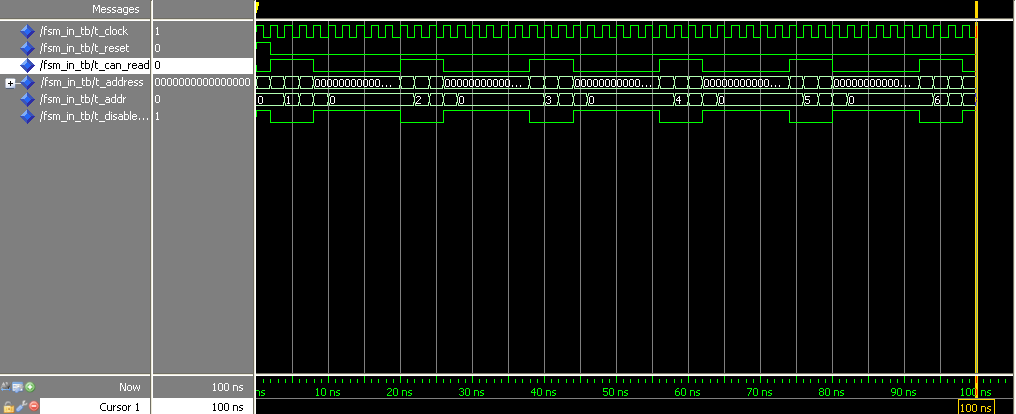 Messages
/fsm_in_tb/t_clock 1
/fsm_in_tb/t_reset 0
/fsm_in_tb/t_can_read 0
/fsm_in_tb/t_address 0000000000000000 00000000000... 00000000000... 00000000000... 00000000000... 00000000000...
/fsm_in_tb/t_addr 0 0 1 0 2 0 3 0 4 0 5 0 6
/fsm_in_tb/t_disable... 1
Now 100 ns ns 10 ns 20 ns 30 ns 40 ns 50 ns 60 ns 70 ns 80 ns 90 ns 100 ns
Cursor 1 100 ns 100 ns